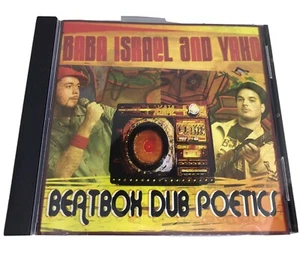 BABA ISRAEL AND YAKO
BEATBOX DUB POETICS